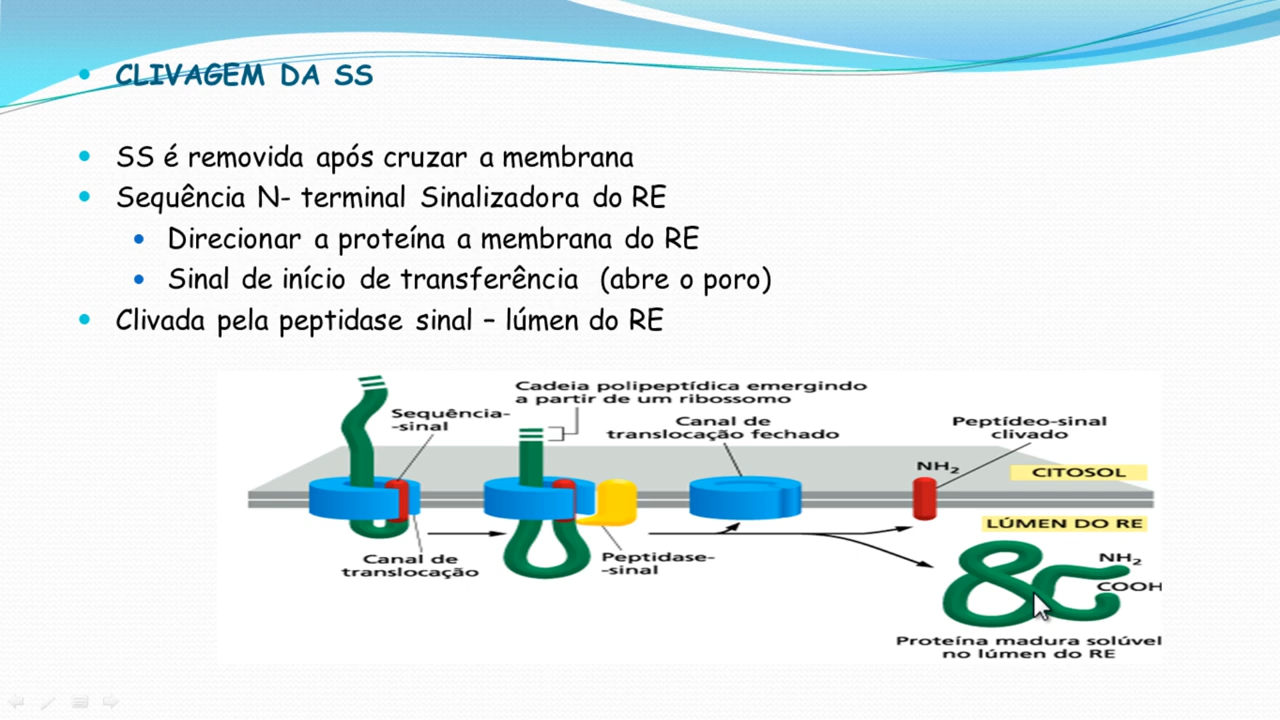 CLIVAGEM DA SS
SS é removida após cruzar a membrana
Sequência N- terminal Sinalizadora do RE
Direcionar a proteína a membrana do RE
Sinal de início de transferência (abre o poro)
Clivada pela peptidase sinal – lúmen do RE
Cadeia polipeptídica emergindo
a partir de um ribossomo
Sequência-
-sinal
Canal de
translocação fechado
Peptídeo-sinal
clivado
NH2
CITOSOL
LÚMEN DO RE
Canal de
translocação
Peptidase-
-sinal
NH2
COOH
Proteína madura solúvel
no lúmen do RE